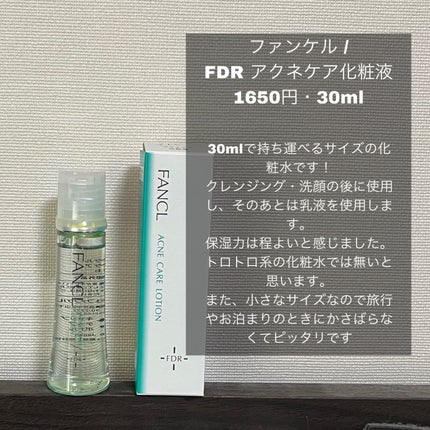 ファンケル /
FDR アクネケア化粧液
1650円・30ml
30mlで持ち運べるサイズの化
粧水です！
クレンジング・洗顔の後に使用
し、そのあとは乳液を使用しま
す。
保湿力は程よいと感じました。
トロトロ系の化粧水では無いと
思います。
また、小さなサイズなので旅行
やお泊まりのときにかさばらな
くてピッタリです
FANCL
ACNE CARE LOTION
-FDR-
FANCL